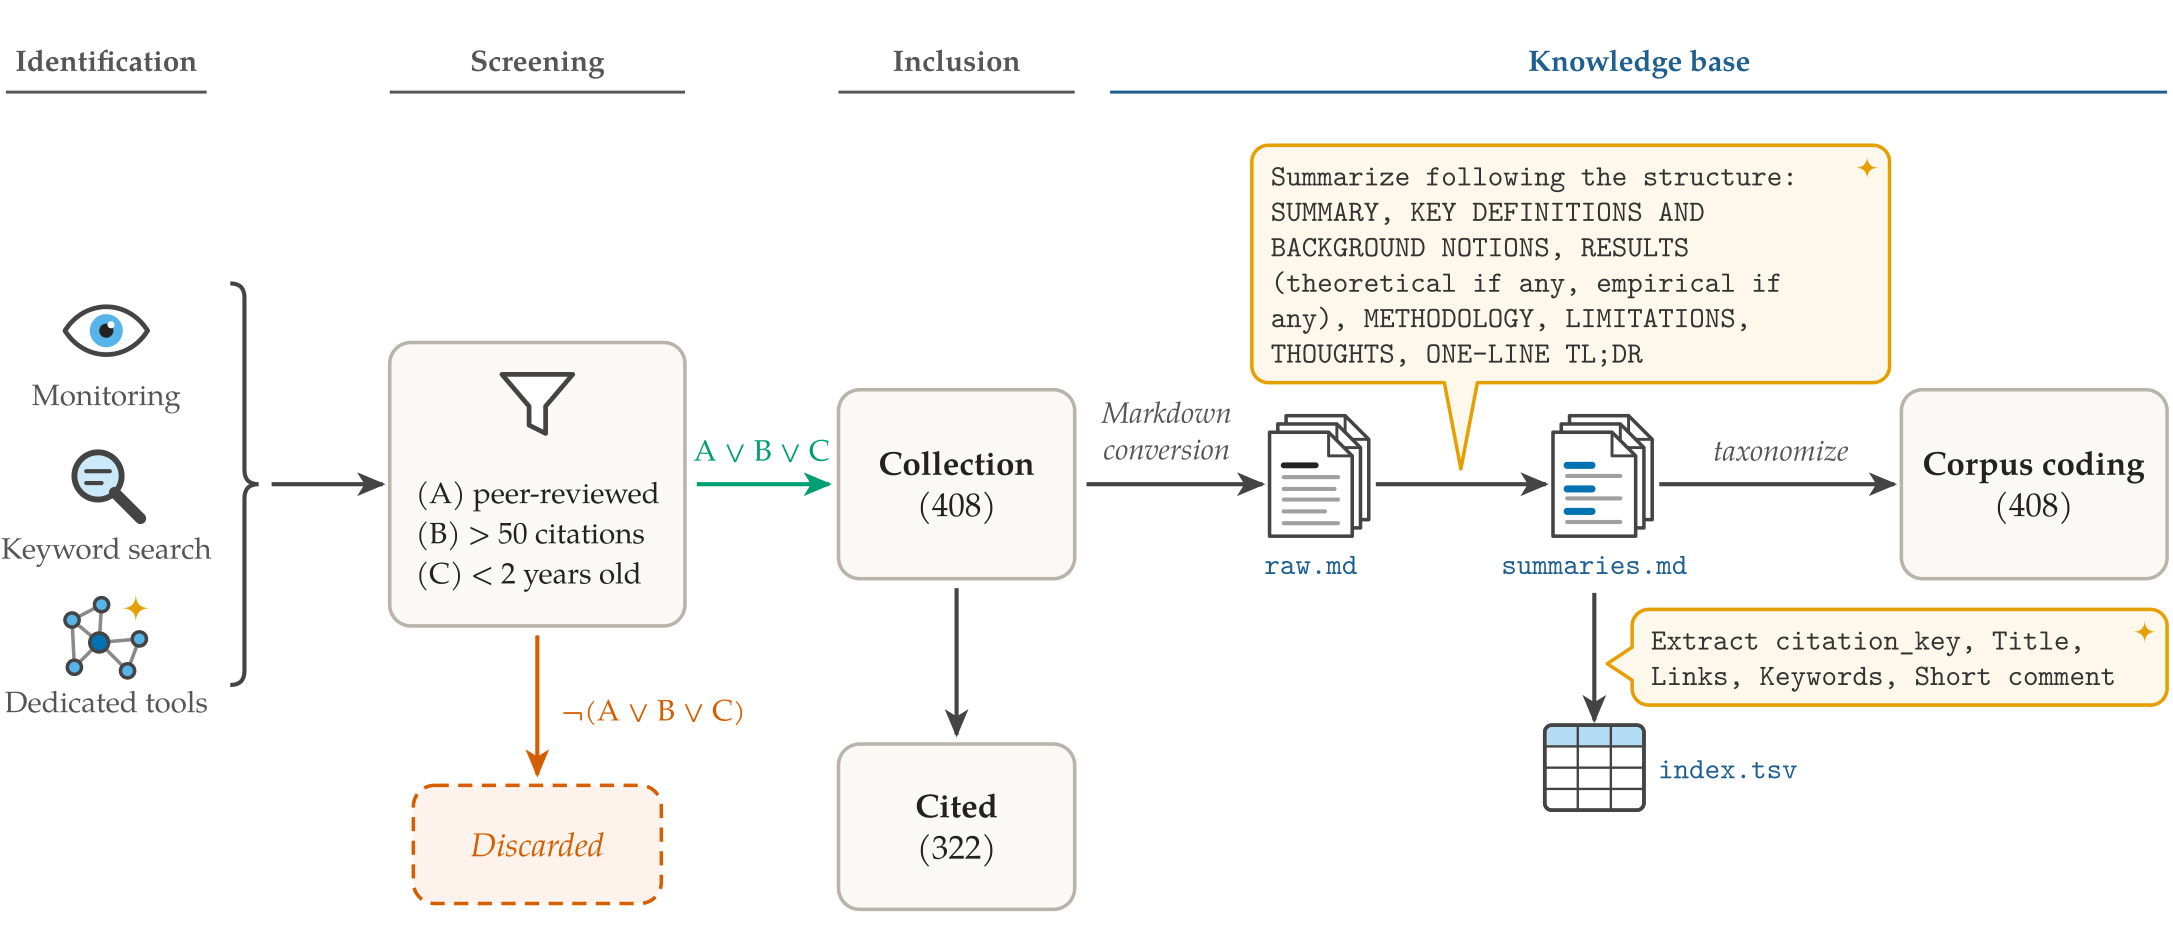 Identification
Screening
Inclusion
Knowledge base
Monitoring
Keyword search
Dedicated tools
(A) peer-reviewed
(B) > 50 citations
(C) < 2 years old
A ∨ B ∨ C
¬(A ∨ B ∨ C)
Discarded
Collection
(408)
Cited
(322)
Markdown
conversion
Summarize following the structure:
SUMMARY, KEY DEFINITIONS AND
BACKGROUND NOTIONS, RESULTS
(theoretical if any, empirical if
any), METHODOLOGY, LIMITATIONS,
THOUGHTS, ONE-LINE TL;DR
raw.md
summaries.md
taxonomize
Corpus coding
(408)
Extract citation_key, Title,
Links, Keywords, Short comment
index.tsv